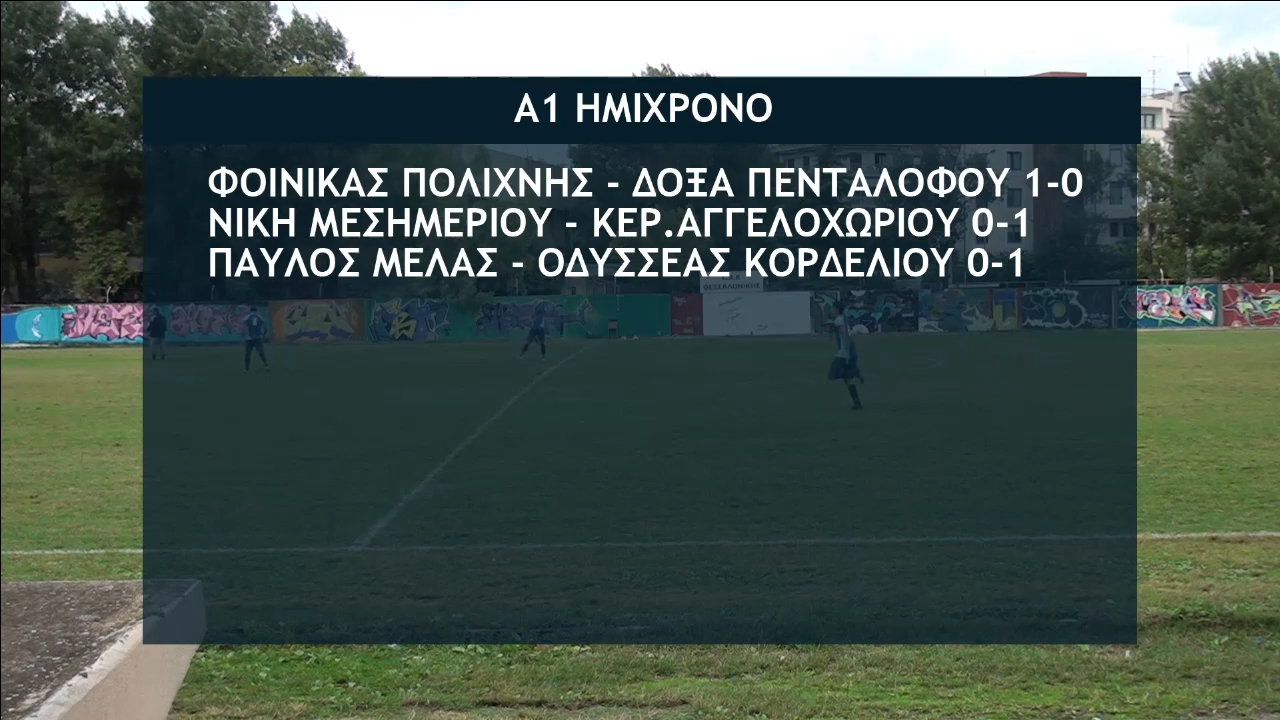 Α1 ΗΜΙΧΡΟΝΟ
ΦΟΙΝΙΚΑΣ ΠΟΛΙΧΝΗΣ - ΔΟΞΑ ΠΕΝΤΑΛΟΦΟΥ 1-0
ΝΙΚΗ ΜΕΣΗΜΕΡΙΟΥ - ΚΕΡ.ΑΓΓΕΛΟΧΩΡΙΟΥ 0-1
ΠΑΥΛΟΣ ΜΕΛΑΣ - ΟΔΥΣΣΕΑΣ ΚΟΡΔΕΛΙΟΥ 0-1
ΘΕΣΣΑΛΟΝΙΚΗΣ